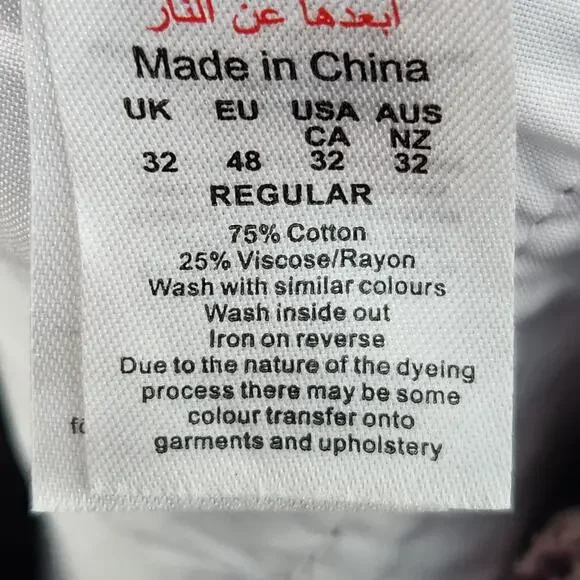 ابعدها عن النار
Made in China
UK EU USA AUS
CA NZ
32 48 32 32
REGULAR
75% Cotton
25% Viscose/Rayon
Wash with similar colours
Wash inside out
Iron on reverse
Due to the nature of the dyeing
process there may be some
colour transfer onto
garments and upholstery